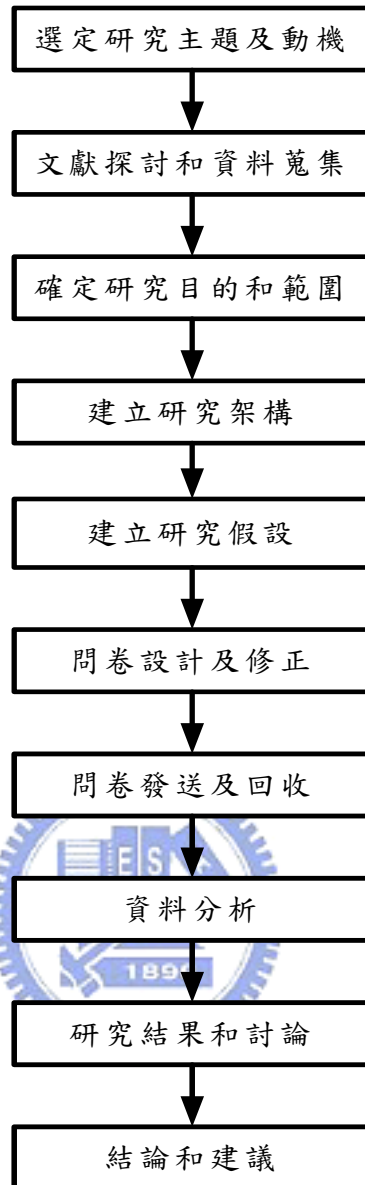 選定研究主題及動機
文獻探討和資料蒐集
確定研究目的和範圍
建立研究架構
建立研究假設
問卷設計及修正
問卷發送及回收
E S
資料分析
189
研究結果和討論
結論和建議